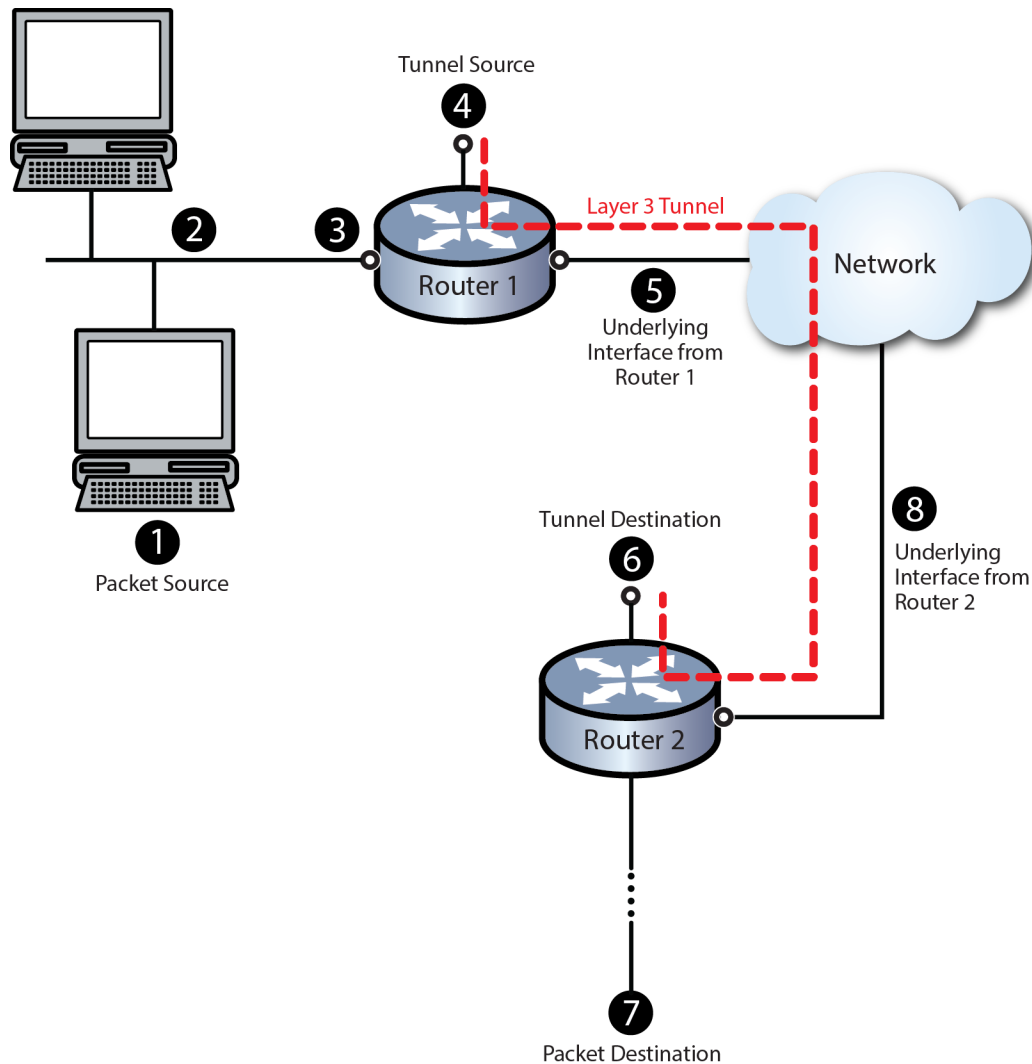 Tunnel Source
4
Layer 3 Tunnel
2
3
Router 1
Network
5
Underlying
Interface from
Router 1
1
Packet Source
Tunnel Destination
6
8
Underlying
Interface from
Router 2
Router 2
7
Packet Destination